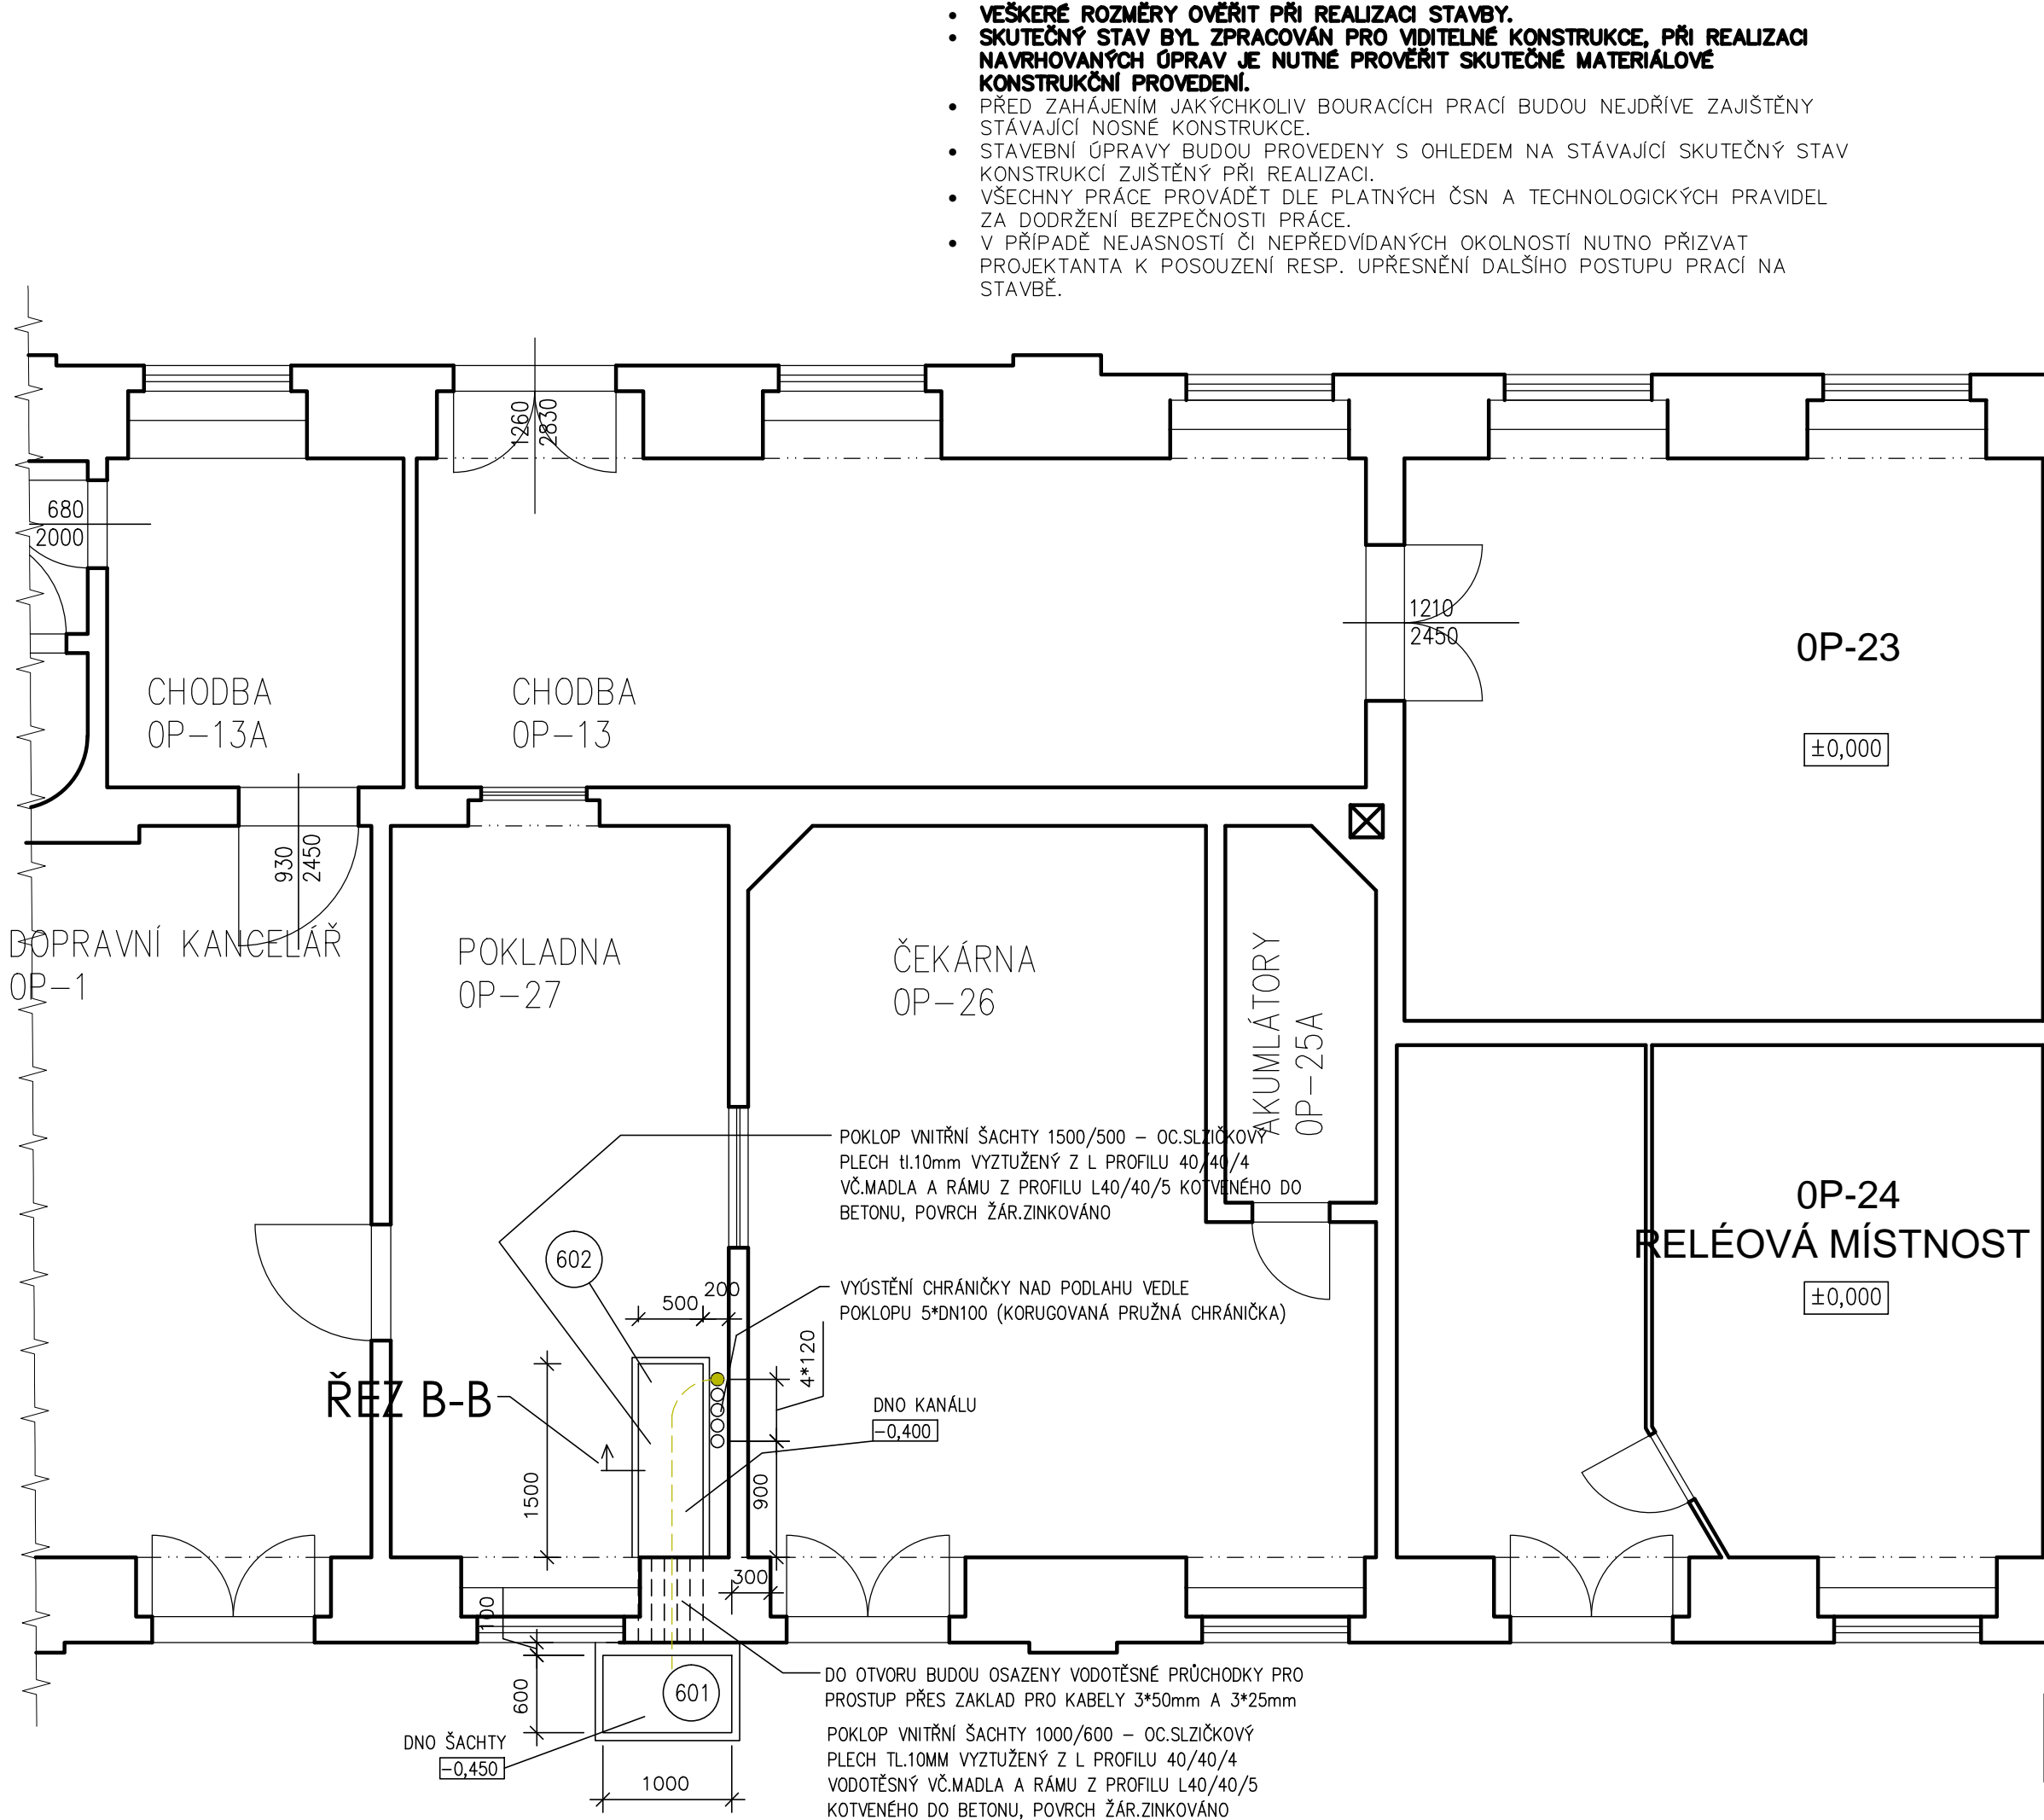 • VEŠKERÉ ROZMĚRY OVĚŘIT PŘI REALIZACI STAVBY.
• SKUTEČNÝ STAV BYL ZPRACOVÁN PRO VIDITELNÉ KONSTRUKCE, PŘI REALIZACI
NAVRHOVANÝCH ÚPRAV JE NUTNÉ PROVĚŘIT SKUTEČNÉ MATERIÁLOVÉ
KONSTRUKČNÍ PROVEDENÍ.
• PŘED ZAHÁJENÍM JAKÝCHKOLIV BOURACÍCH PRACÍ BUDOU NEJDŘÍVE ZAJIŠTĚNY
STÁVAJÍCÍ NOSNÉ KONSTRUKCE.
• STAVEBNÍ ÚPRAVY BUDOU PROVEDENY S OHLEDEM NA STÁVAJÍCÍ SKUTEČNÝ STAV
KONSTRUKCÍ ZJIŠTĚNÝ PŘI REALIZACI.
• VŠECHNY PRÁCE PROVÁDĚT DLE PLATNÝCH ČSN A TECHNOLOGICKÝCH PRAVIDEL
ZA DODRŽENÍ BEZPEČNOSTI PRÁCE.
• V PŘÍPADĚ NEJASNOSTÍ ČI NEPŘEDVÍDANÝCH OKOLNOSTÍ NUTNO PŘIZVAT
PROJEKTANTA K POSOUZENÍ RESP. UPŘESNĚNÍ DALŠÍHO POSTUPU PRACÍ NA
STAVBĚ.
1260
2830
680
2000
1210
2450
0P-23
±0,000
CHODBA
0P-13A
CHODBA
0P-13
930
2450
DOPRAVNÍ KANCELÁŘ
0P-1
POKLADNA
0P-27
ČEKÁRNA
0P-26
AKUMLÁTORY
0P-25A
POKLOP VNITŘNÍ ŠACHTY 1500/500 – OC.SLZIČKOVÝ
PLECH tl.10mm VYZTUŽENÝ Z L PROFILU 40/40/4
VČ.MADLA A RÁMU Z PROFILU L40/40/5 KOTVENÉHO DO
BETONU, POVRCH ŽÁR.ZINKOVÁNO
0P-24
RELÉOVÁ MÍSTNOST
±0,000
602
500
200
VYÚSTĚNÍ CHRÁNIČKY NAD PODLAHU VEDLE
POKLOPU 5*DN100 (KORUGOVANÁ PRUŽNÁ CHRÁNIČKA)
4*120
ŘEZ B-B
DNO KANÁLU
-0,400
1500
900
300
100
600
601
DO OTVORU BUDOU OSAZENY VODOTĚSNÉ PRŮCHODKY PRO
PROSTUP PŘES ZAKLAD PRO KABELY 3*50mm A 3*25mm
DNO ŠACHTY
-0,450
1000
POKLOP VNITŘNÍ ŠACHTY 1000/600 – OC.SLZIČKOVÝ
PLECH TL.10MM VYZTUŽENÝ Z L PROFILU 40/40/4
VODOTĚSNÝ VČ.MADLA A RÁMU Z PROFILU L40/40/5
KOTVENÉHO DO BETONU, POVRCH ŽÁR.ZINKOVÁNO